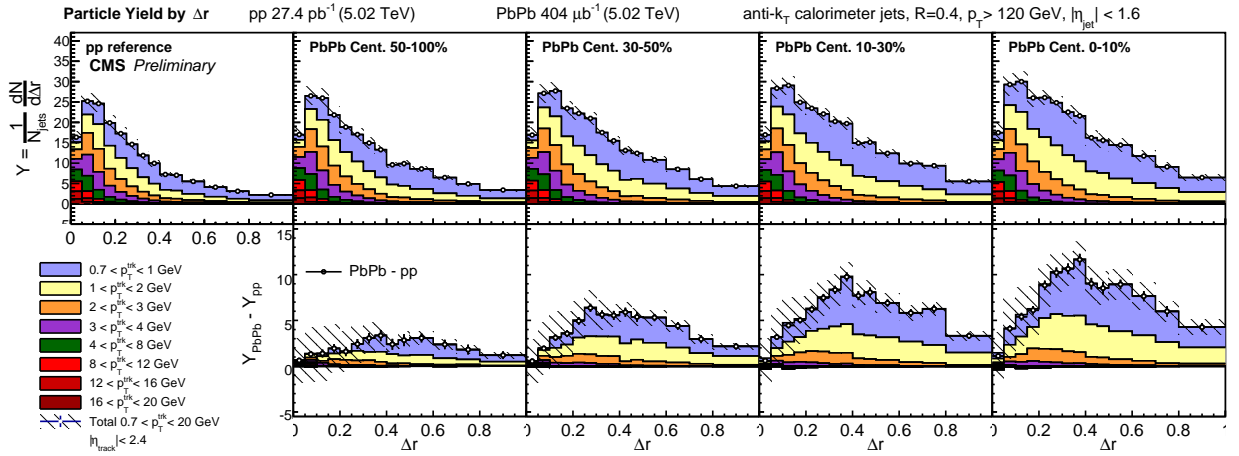 Particle Yield by Δr pp 27.4 pb⁻¹ (5.02 TeV) PbPb 404 μb⁻¹ (5.02 TeV) anti-k_T calorimeter jets, R=0.4, p_T > 120 GeV, |η_jet| < 1.6
pp reference
CMS Preliminary
PbPb Cent. 50-100%
PbPb Cent. 30-50%
PbPb Cent. 10-30%
PbPb Cent. 0-10%
Y = 1/N_jets dN/dΔr
40
35
30
25
20
15
10
5
0
0 0.2 0.4 0.6 0.8
0.7 < p_T^trk < 1 GeV
1 < p_T^trk < 2 GeV
2 < p_T^trk < 3 GeV
3 < p_T^trk < 4 GeV
4 < p_T^trk < 8 GeV
8 < p_T^trk < 12 GeV
12 < p_T^trk < 16 GeV
16 < p_T^trk < 20 GeV
Total 0.7 < p_T^trk < 20 GeV
|η_track| < 2.4
PbPb - pp
Y_PbPb - Y_pp
15
10
5
0
-5
0 0.2 0.4 0.6 0.8
0.2 0.4 0.6 0.8
0.2 0.4 0.6 0.8
0.2 0.4 0.6 0.8 1
Δr
Δr
Δr
Δr